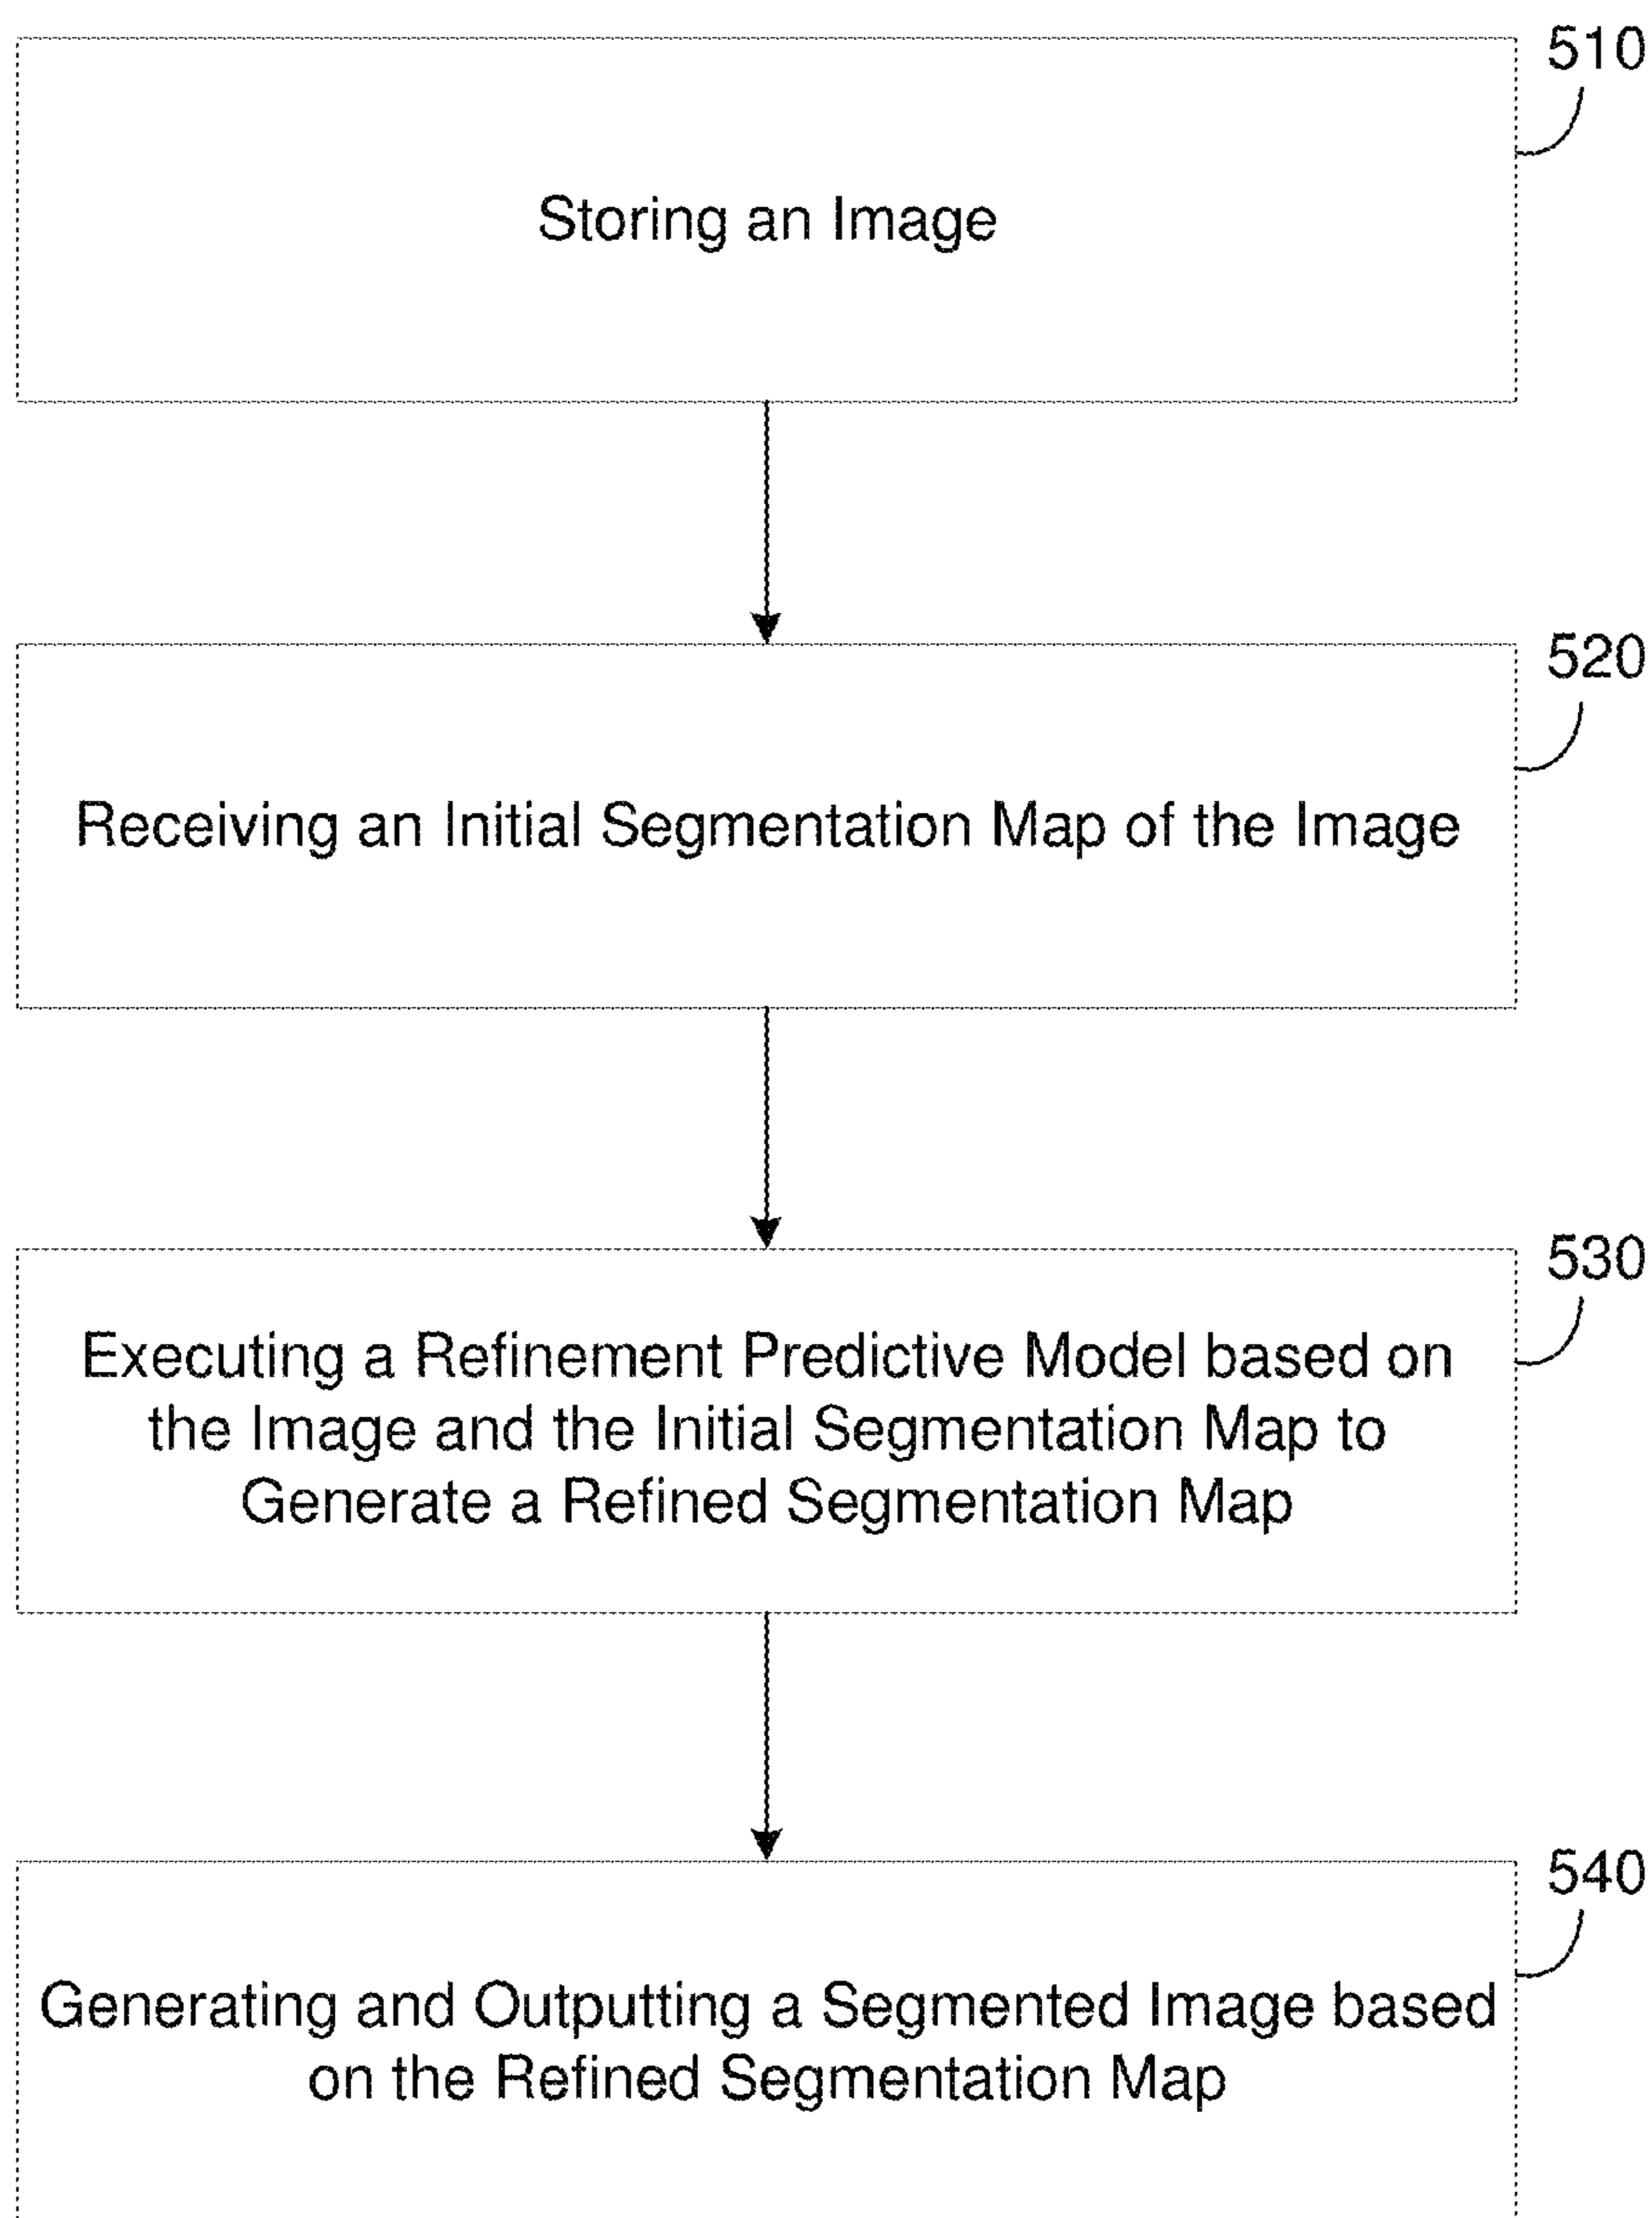 510
Storing an Image
520
Receiving an Initial Segmentation Map of the Image
530
Executing a Refinement Predictive Model based on
the Image and the Initial Segmentation Map to
Generate a Refined Segmentation Map
540
Generating and Outputting a Segmented Image based
on the Refined Segmentation Map